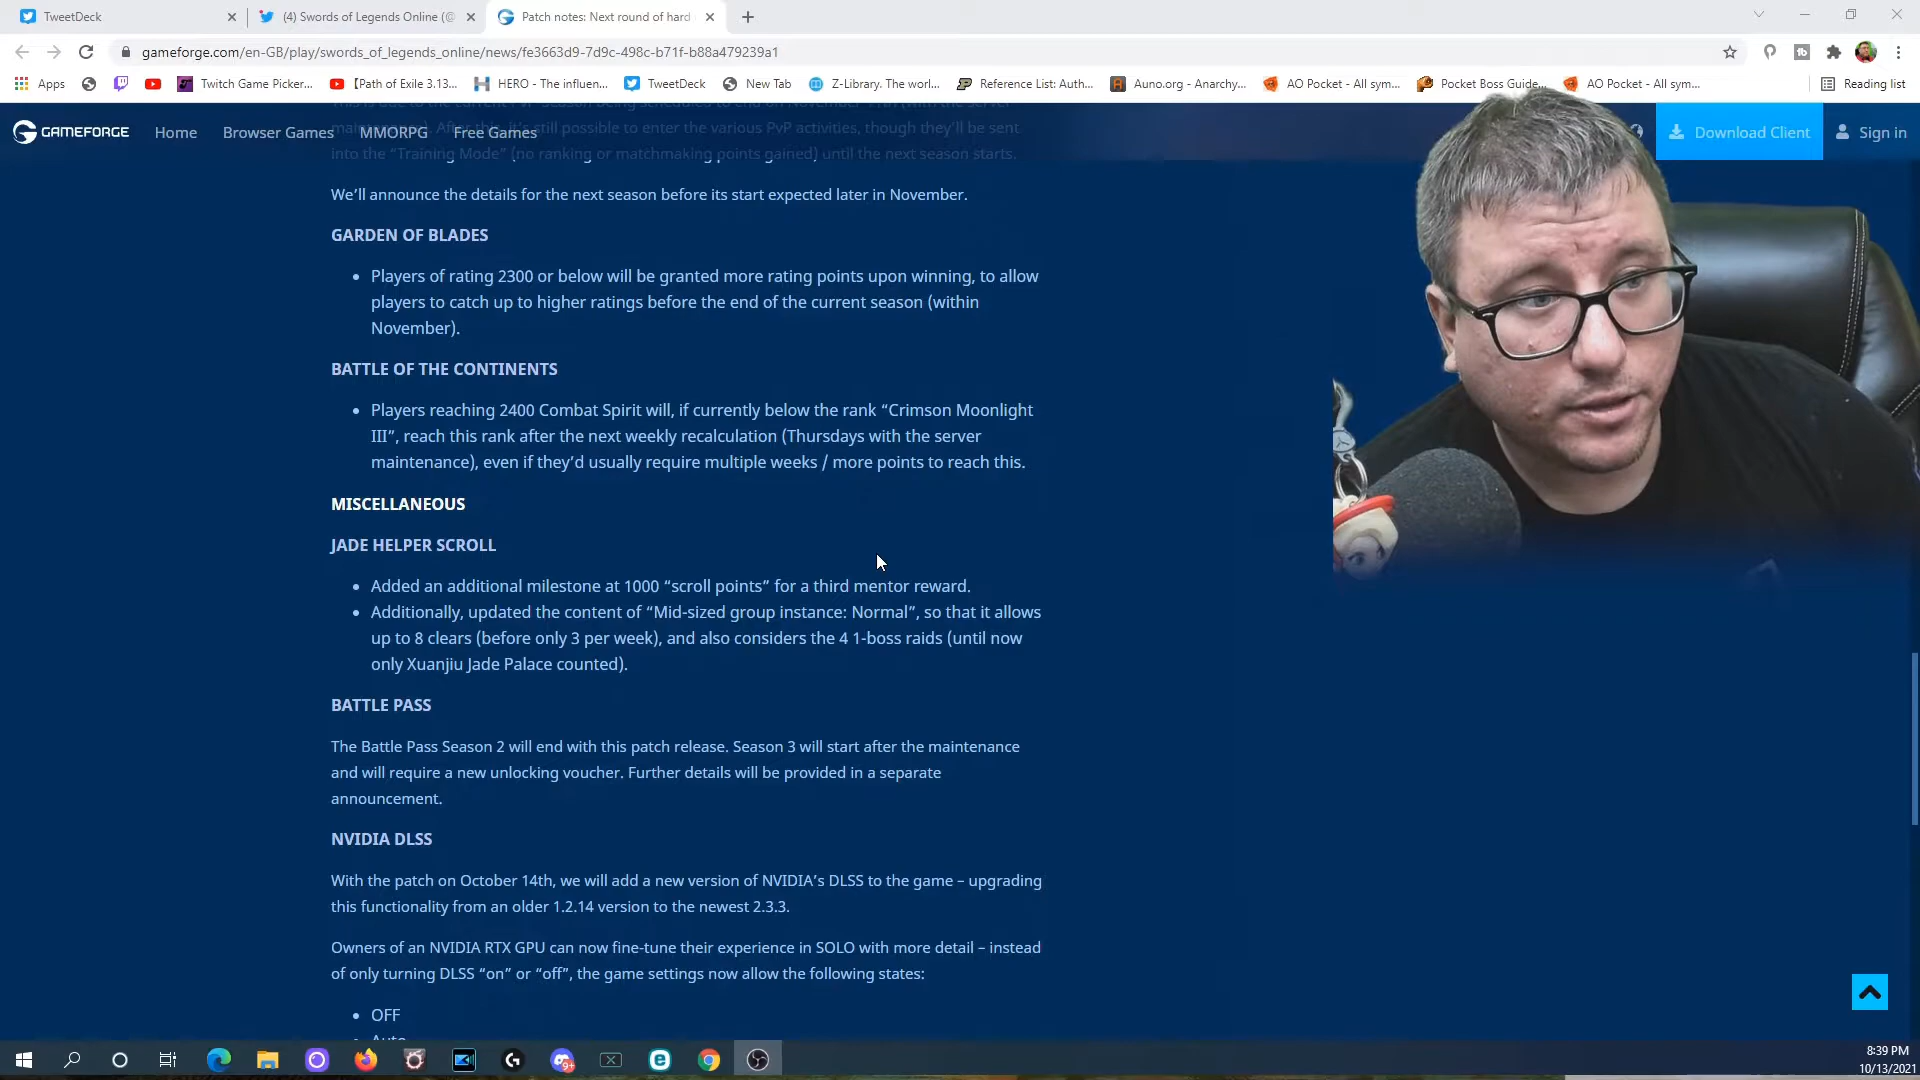 TweetDeck
(4) Swords of Legends Online (@
Patch notes: Next round of hard
gameforge.com/en-GB/play/swords_of_legends_online/news/fe3663d9-7d9c-498c-b71f-b88a479239a1
Apps
Twitch Game Picker...
【Path of Exile 3.13...
HERO - The influen...
TweetDeck
New Tab
Z-Library. The worl...
Reference List: Auth...
Auno.org - Anarchy...
AO Pocket - All sym...
Pocket Boss Guide...
AO Pocket - All sym...
Reading list
GAMEFORGE
Home
Browser Games
MMORPG
Free Games
Download Client
Sign in
maintenance). After this, it's still possible to enter the various PvP activities, though they'll be sent
into the “Training Mode” (no ranking or matchmaking points gained) until the next season starts.
We’ll announce the details for the next season before its start expected later in November.
GARDEN OF BLADES
• Players of rating 2300 or below will be granted more rating points upon winning, to allow
players to catch up to higher ratings before the end of the current season (within
November).
BATTLE OF THE CONTINENTS
• Players reaching 2400 Combat Spirit will, if currently below the rank “Crimson Moonlight
III”, reach this rank after the next weekly recalculation (Thursdays with the server
maintenance), even if they’d usually require multiple weeks / more points to reach this.
MISCELLANEOUS
JADE HELPER SCROLL
• Added an additional milestone at 1000 “scroll points” for a third mentor reward.
• Additionally, updated the content of “Mid-sized group instance: Normal”, so that it allows
up to 8 clears (before only 3 per week), and also considers the 4 1-boss raids (until now
only Xuanjiu Jade Palace counted).
BATTLE PASS
The Battle Pass Season 2 will end with this patch release. Season 3 will start after the maintenance
and will require a new unlocking voucher. Further details will be provided in a separate
announcement.
NVIDIA DLSS
With the patch on October 14th, we will add a new version of NVIDIA’s DLSS to the game – upgrading
this functionality from an older 1.2.14 version to the newest 2.3.3.
Owners of an NVIDIA RTX GPU can now fine-tune their experience in SOLO with more detail – instead
of only turning DLSS “on” or “off”, the game settings now allow the following states:
• OFF
• Auto
8:39 PM
10/13/2021